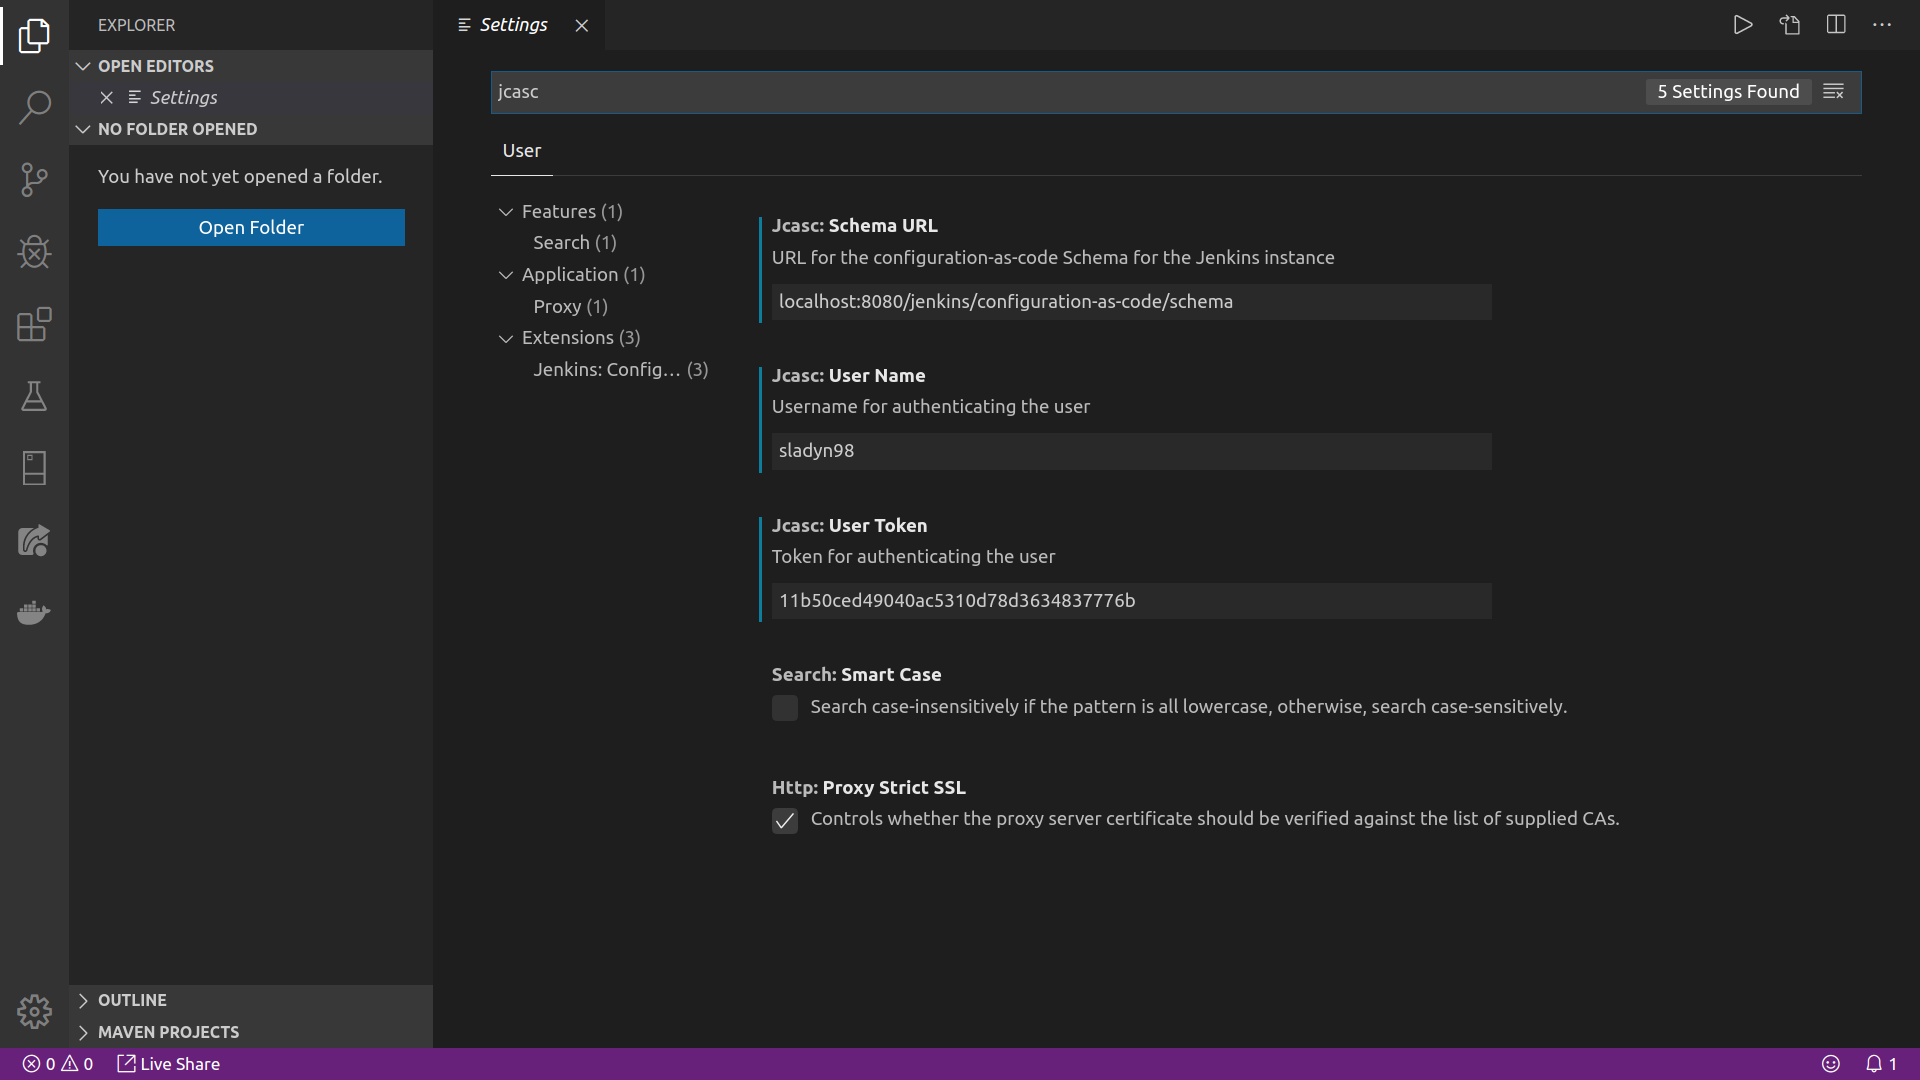 EXPLORER
OPEN EDITORS
Settings
NO FOLDER OPENED
You have not yet opened a folder.
Open Folder
OUTLINE
MAVEN PROJECTS
Settings
jcasc
5 Settings Found
User
Features (1)
Search (1)
Application (1)
Proxy (1)
Extensions (3)
Jenkins: Config… (3)
Jcasc: Schema URL
URL for the configuration-as-code Schema for the Jenkins instance
localhost:8080/jenkins/configuration-as-code/schema
Jcasc: User Name
Username for authenticating the user
sladyn98
Jcasc: User Token
Token for authenticating the user
11b50ced49040ac5310d78d3634837776b
Search: Smart Case
Search case-insensitively if the pattern is all lowercase, otherwise, search case-sensitively.
Http: Proxy Strict SSL
Controls whether the proxy server certificate should be verified against the list of supplied CAs.
0 0 Live Share 1